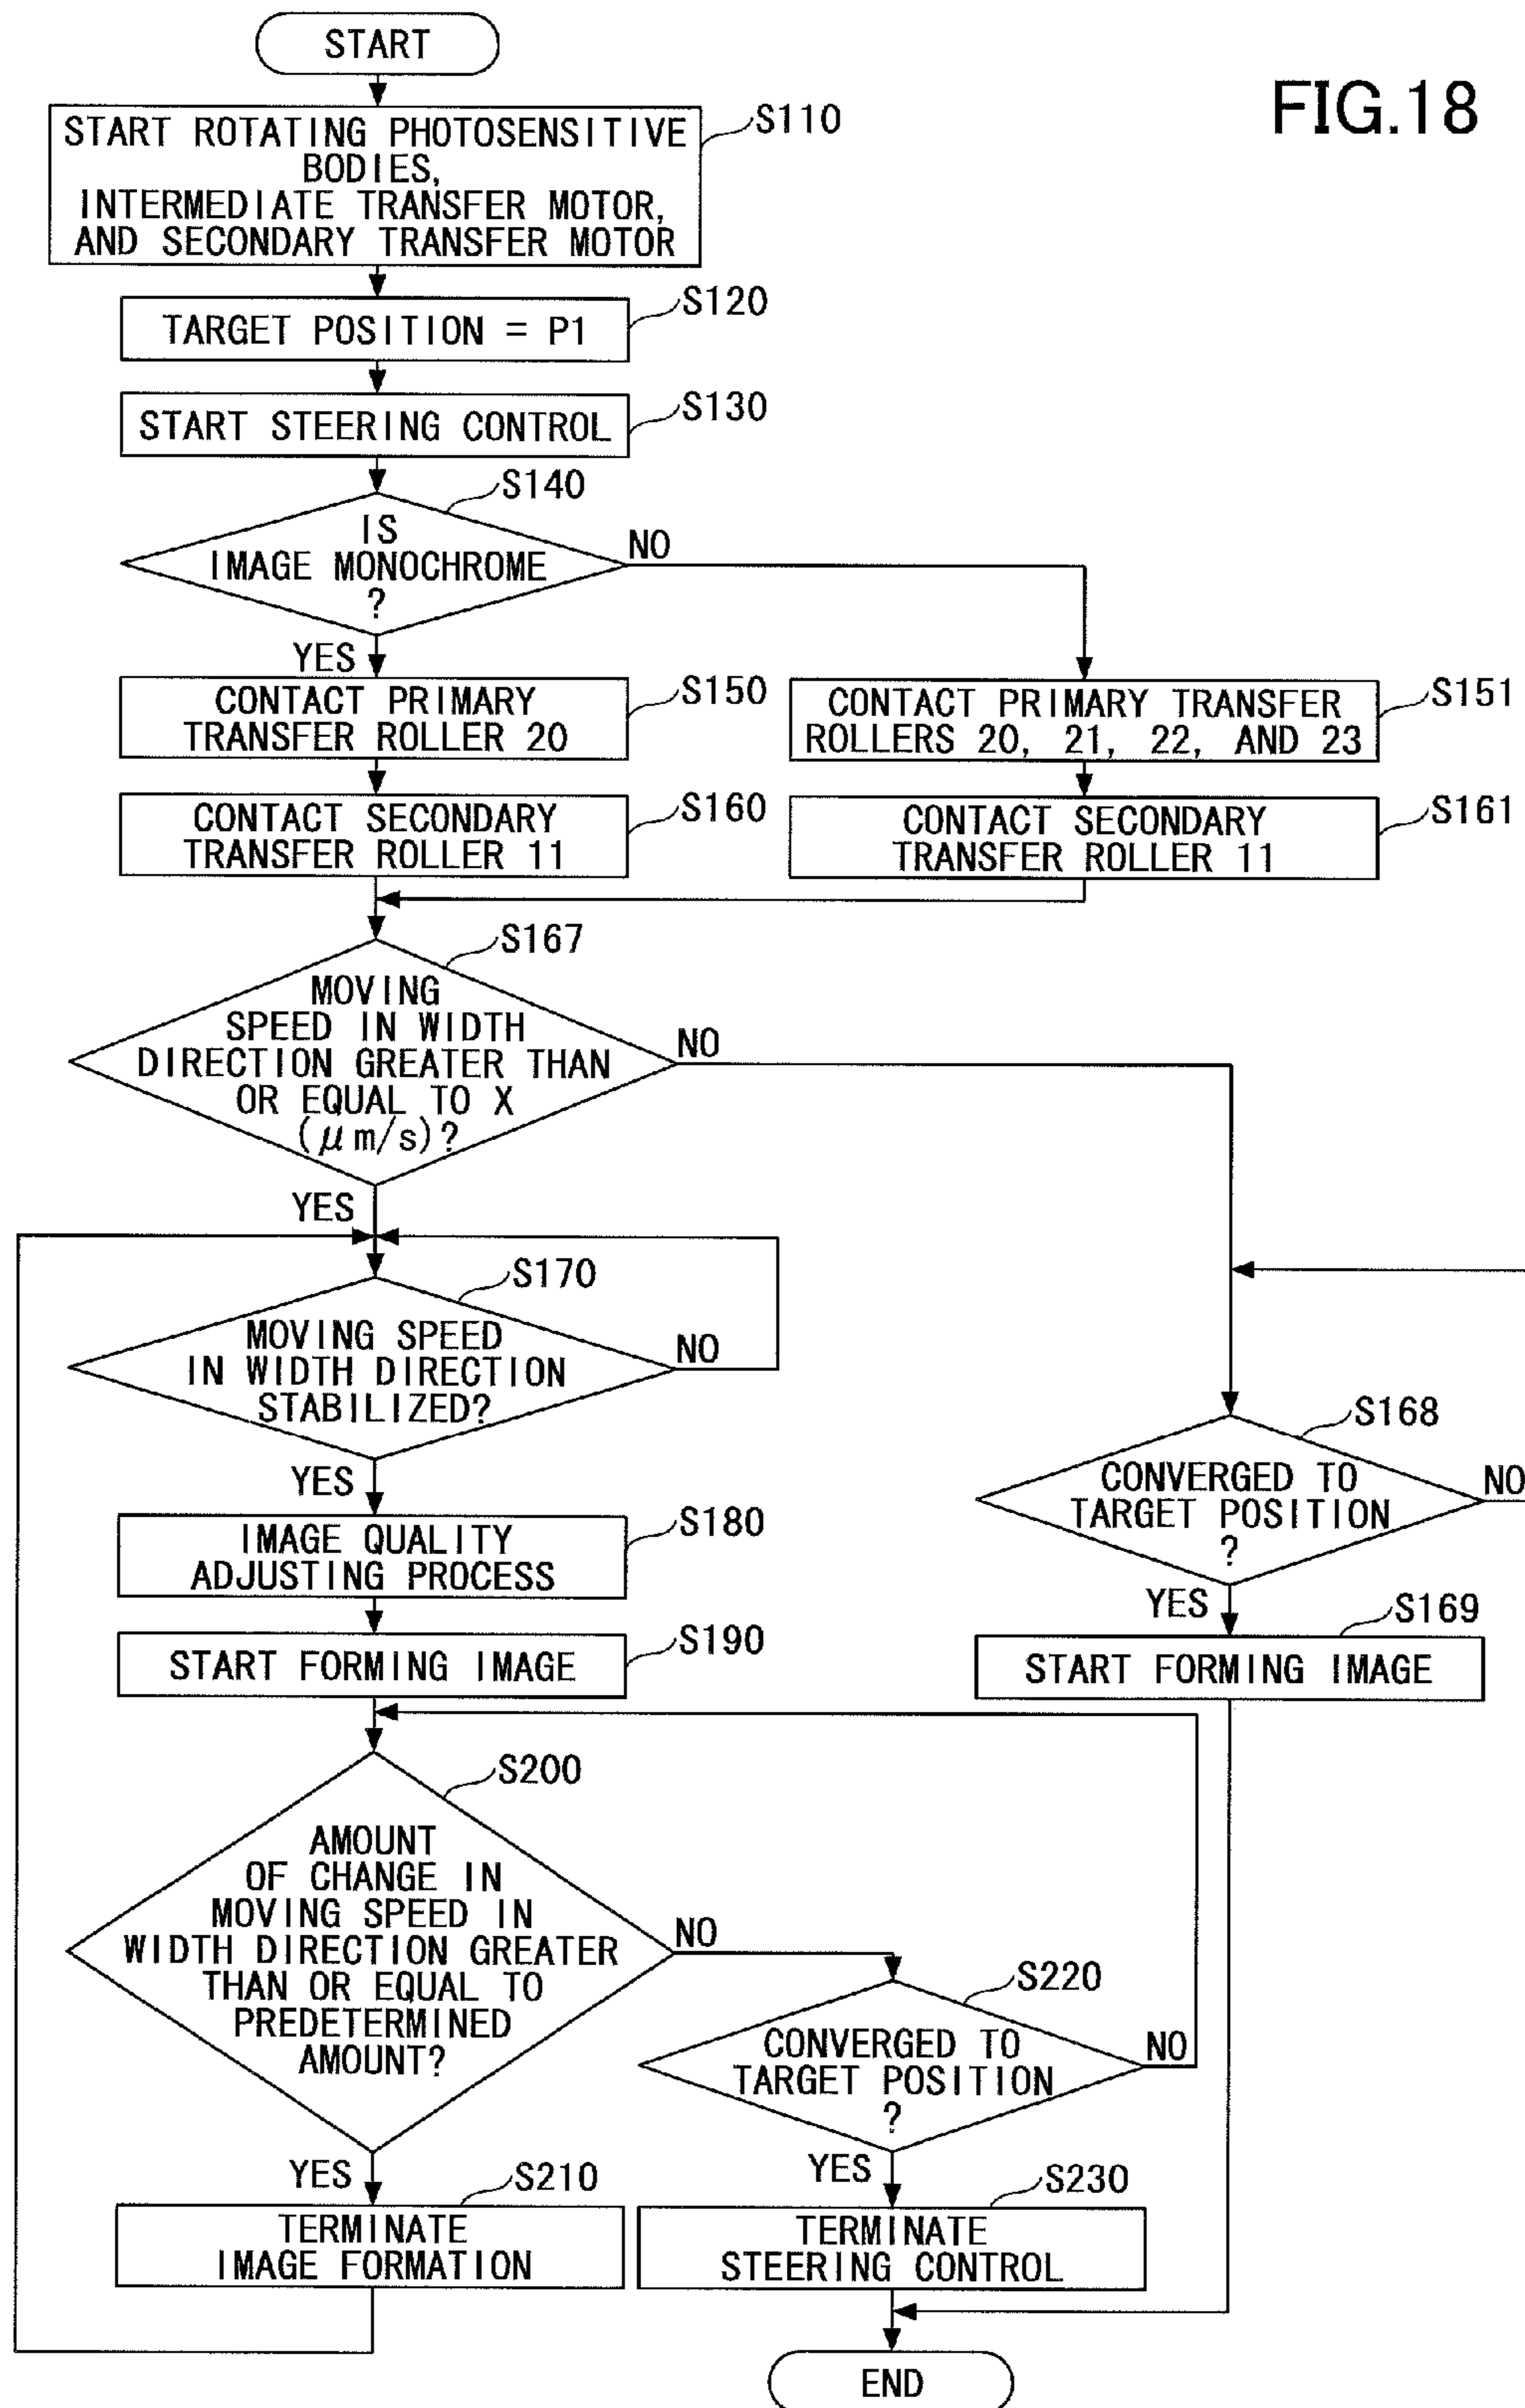 FIG.18
START
START ROTATING PHOTOSENSITIVE
BODIES,
INTERMEDIATE TRANSFER MOTOR,
AND SECONDARY TRANSFER MOTOR
S110
TARGET POSITION = P1
S120
START STEERING CONTROL
S130
S140
IS
IMAGE MONOCHROME
?
NO
YES
CONTACT PRIMARY
TRANSFER ROLLER 20
S150
CONTACT PRIMARY TRANSFER
ROLLERS 20, 21, 22, AND 23
S151
CONTACT SECONDARY
TRANSFER ROLLER 11
S160
CONTACT SECONDARY
TRANSFER ROLLER 11
S161
S167
MOVING
SPEED IN WIDTH
DIRECTION GREATER THAN
OR EQUAL TO X
(μm/s)?
NO
YES
S170
MOVING SPEED
IN WIDTH DIRECTION
STABILIZED?
NO
YES
S168
CONVERGED TO
TARGET POSITION
?
NO
YES
IMAGE QUALITY
ADJUSTING PROCESS
S180
START FORMING IMAGE
S190
START FORMING IMAGE
S169
S200
AMOUNT
OF CHANGE IN
MOVING SPEED IN
WIDTH DIRECTION GREATER
THAN OR EQUAL TO
PREDETERMINED
AMOUNT?
NO
YES
S220
CONVERGED TO
TARGET POSITION
?
NO
YES
S210
TERMINATE
IMAGE FORMATION
S230
TERMINATE
STEERING CONTROL
END